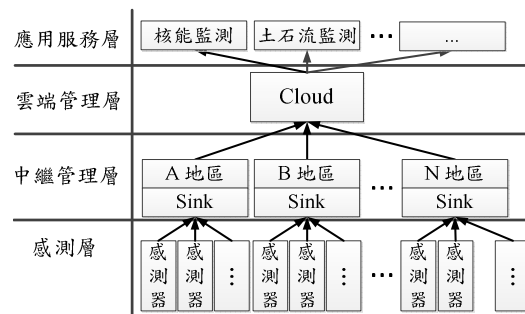 應用服務層
核能監測 土石流監測 ... ...
雲端管理層
Cloud
中繼管理層
A 地區 B 地區 ... N 地區
Sink Sink Sink
感測層
感測器 感測器 ... 感測器 感測器 ... ... 感測器 感測器 ...